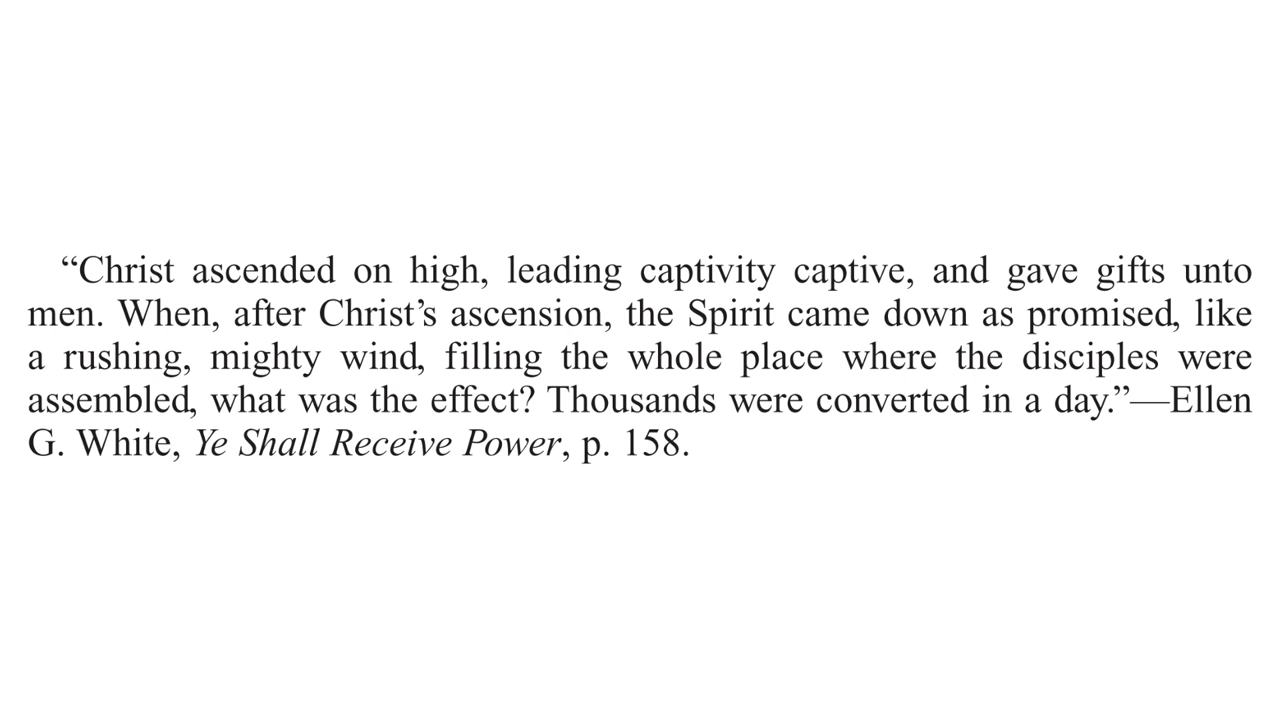 “Christ ascended on high, leading captivity captive, and gave gifts unto
men. When, after Christ’s ascension, the Spirit came down as promised, like
a rushing, mighty wind, filling the whole place where the disciples were
assembled, what was the effect? Thousands were converted in a day.”—Ellen
G. White, Ye Shall Receive Power, p. 158.